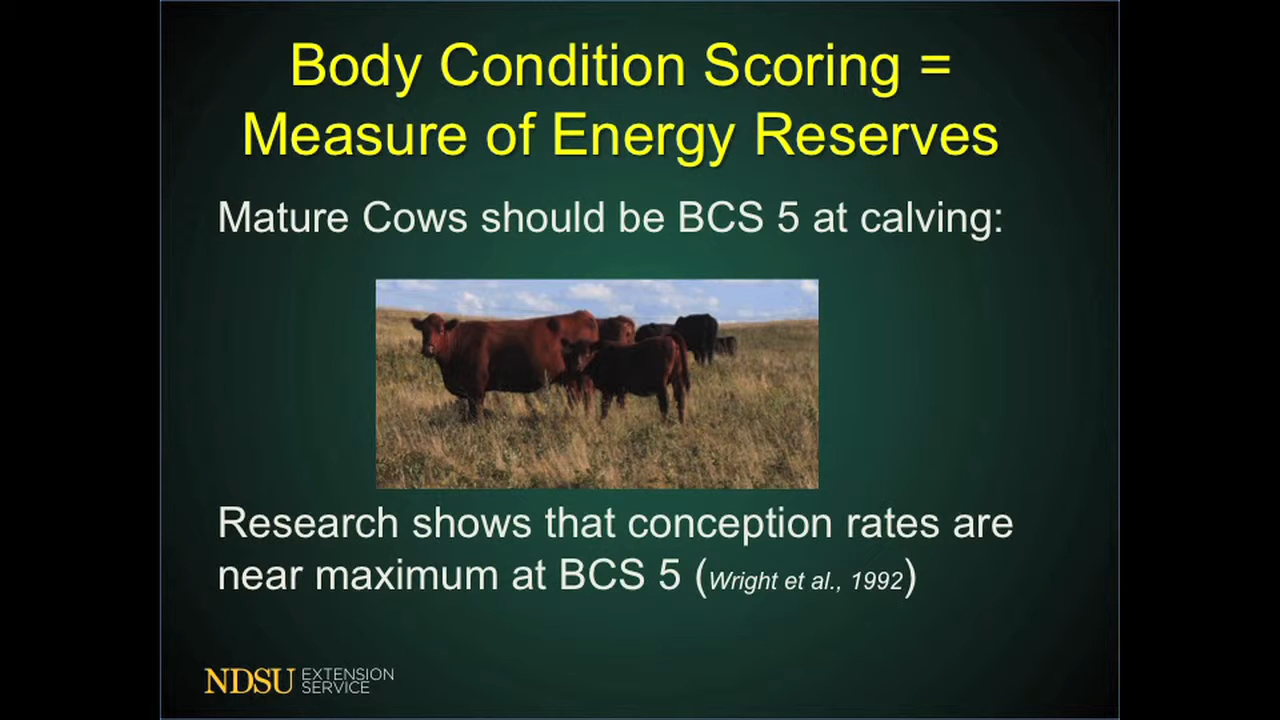 Body Condition Scoring =
Measure of Energy Reserves
Mature Cows should be BCS 5 at calving:
Research shows that conception rates are
near maximum at BCS 5 (Wright et al., 1992)
NDSU EXTENSION
SERVICE